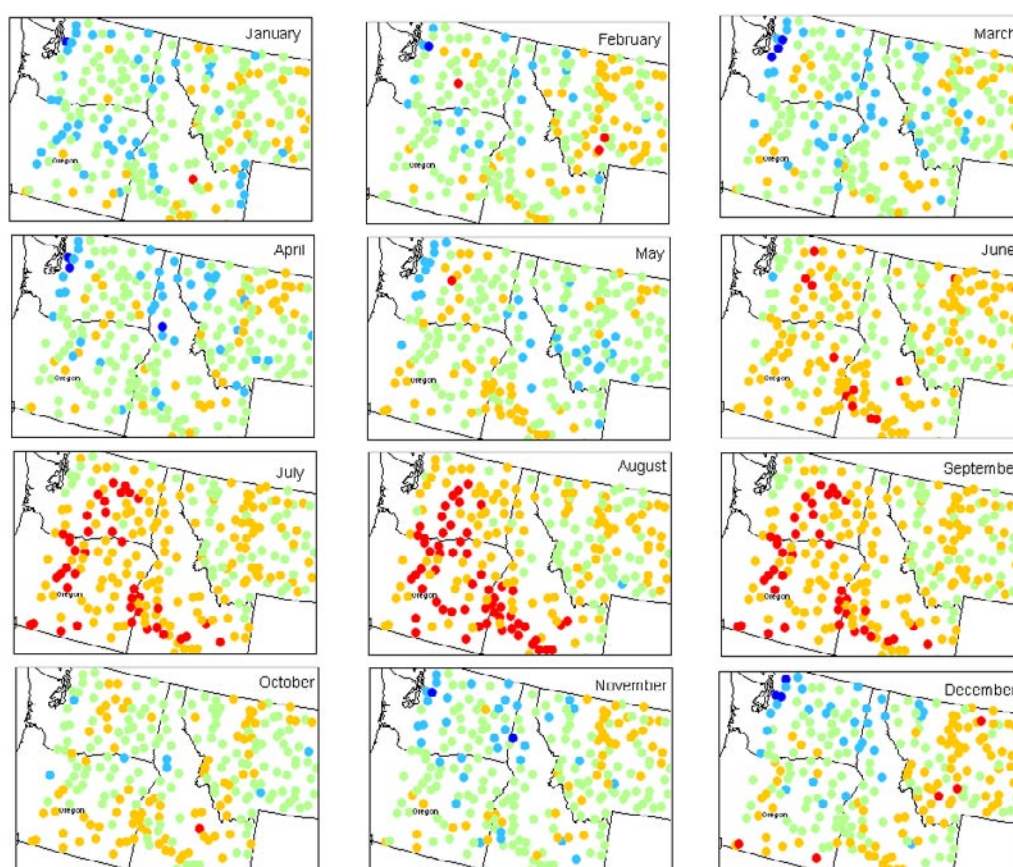 January
Oregon
February
Oregon
March
Oregon
April
Oregon
May
Oregon
June
Oregon
July
Oregon
August
Oregon
September
Oregon
October
Oregon
November
Oregon
December
Oregon